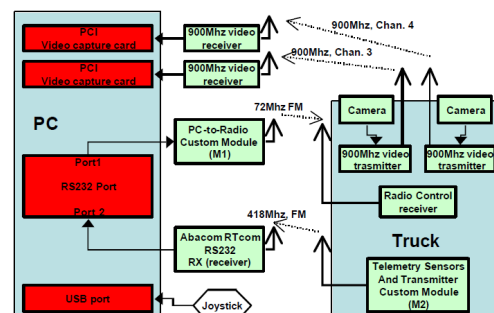 PCI
Video capture card
900Mhz video
receiver
900Mhz, Chan. 4
PCI
Video capture card
900Mhz video
receiver
900Mhz, Chan. 3
PC
PC-to-Radio
Custom Module
(M1)
72Mhz FM
Camera
Camera
900Mhz video
trasmitter
900Mhz video
trasmitter
Port1
RS232 Port
Port 2
Radio Control
receiver
Abacom RTcom
RS232
RX (receiver)
418Mhz, FM
Truck
Telemetry Sensors
And Transmitter
Custom Module
(M2)
USB port
Joystick